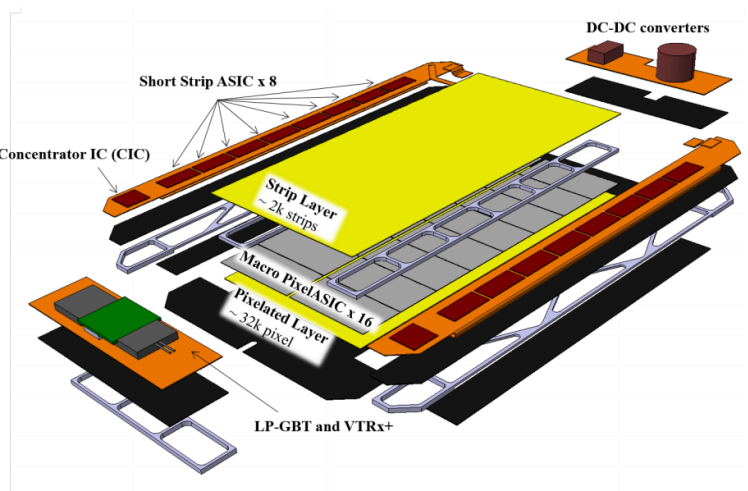 DC-DC converters
Short Strip ASIC x 8
Concentrator IC (CIC)
Strip Layer
~ 2k strips
Macro PixelASIC x 16
Pixelated Layer
~ 32k pixel
LP-GBT and VTRx+